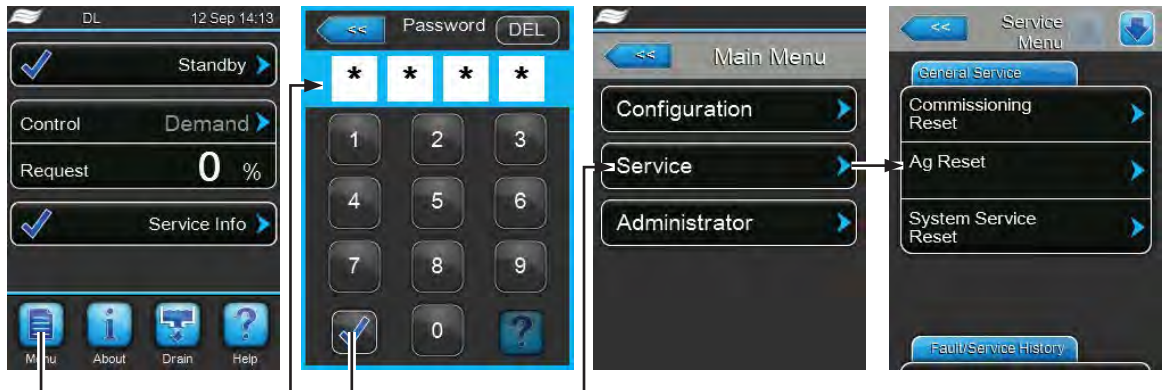 DL 12 Sep 14:13
Standby
Control Demand
Request 0 %
Service Info
Menu About Drain Help
<< Password DEL
* * * *
1 2 3
4 5 6
7 8 9
0 ?
<< Main Menu
Configuration
Service
Administrator
<< Service
Menu
General Service
Commissioning
Reset
Ag Reset
System Service
Reset
Fault/Service History